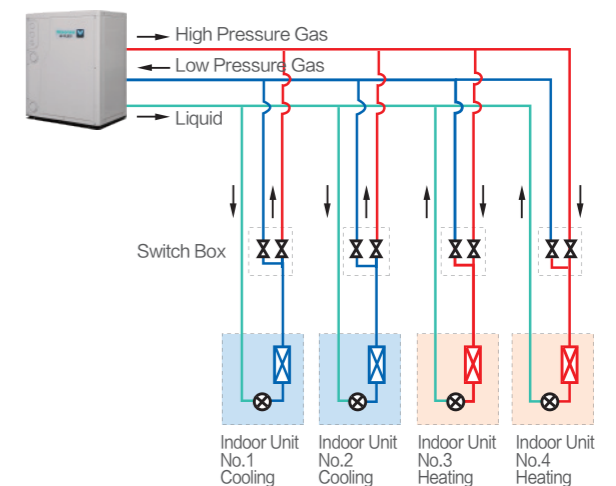 High Pressure Gas
Low Pressure Gas
Liquid
Switch Box
Indoor Unit
No.1
Cooling
Indoor Unit
No.2
Cooling
Indoor Unit
No.3
Heating
Indoor Unit
No.4
Heating